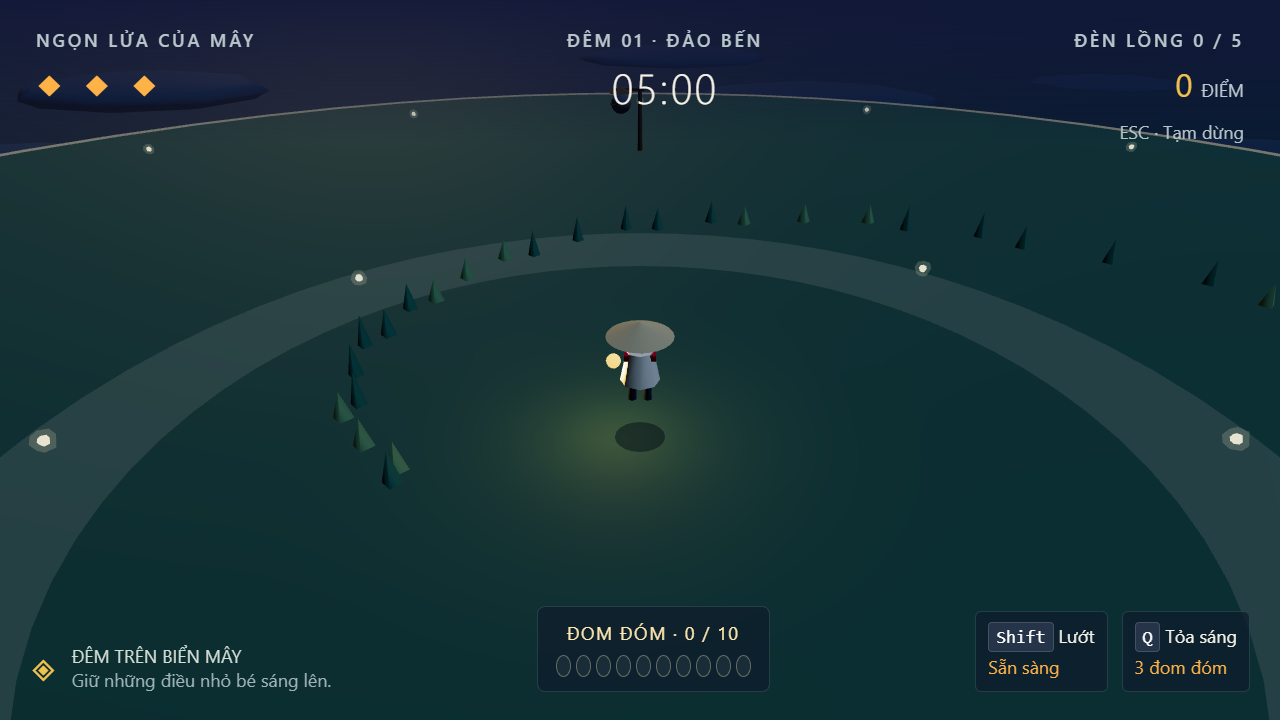 NGỌN LỬA CỦA MÂY
ĐÊM 01 · ĐẢO BẾN
05:00
ĐÈN LỒNG 0 / 5
0 ĐIỂM
ESC · Tạm dừng
ĐÊM TRÊN BIỂN MÂY
Giữ những điều nhỏ bé sáng lên.
ĐOM ĐÓM · 0 / 10
Shift Lướt
Sẵn sàng
Q Tỏa sáng
3 đom đóm